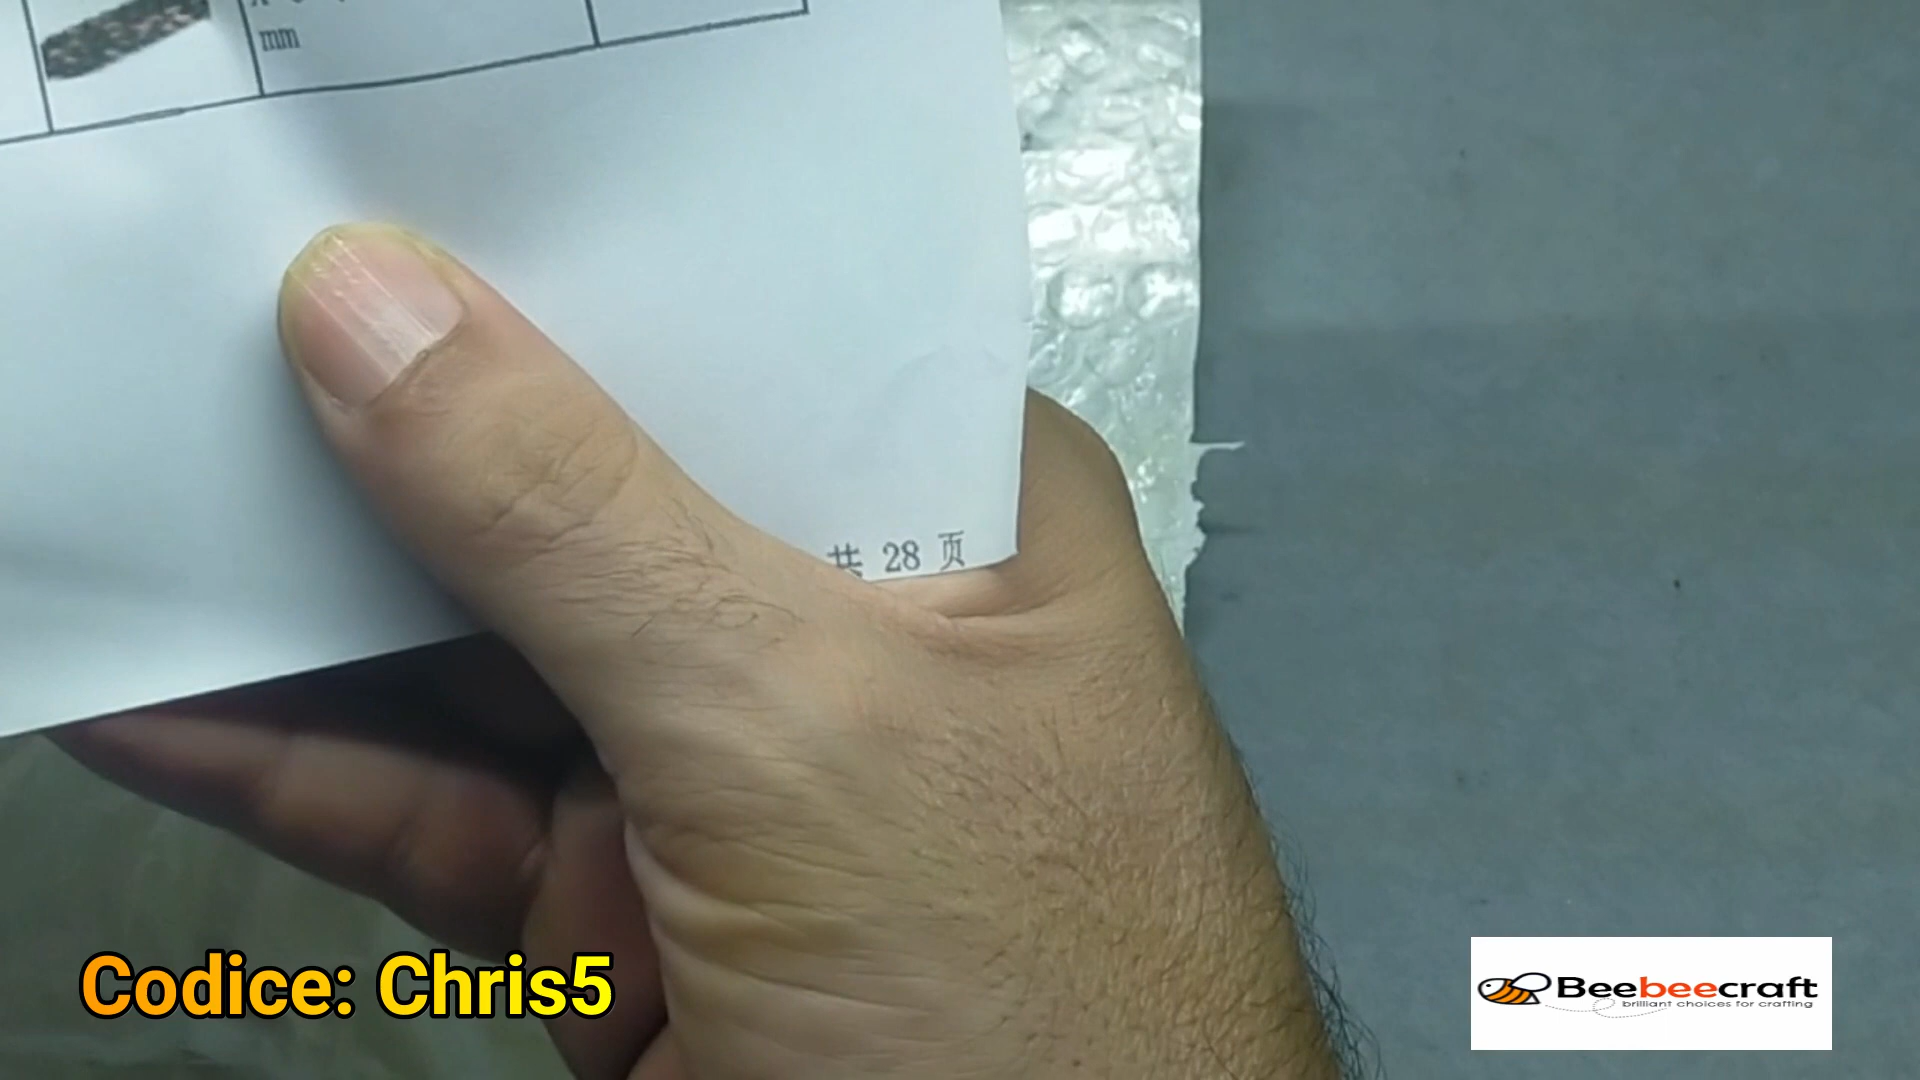 mm
共 28 页
Codice: Chris5
Beebeecraft
brilliant choices for crafting